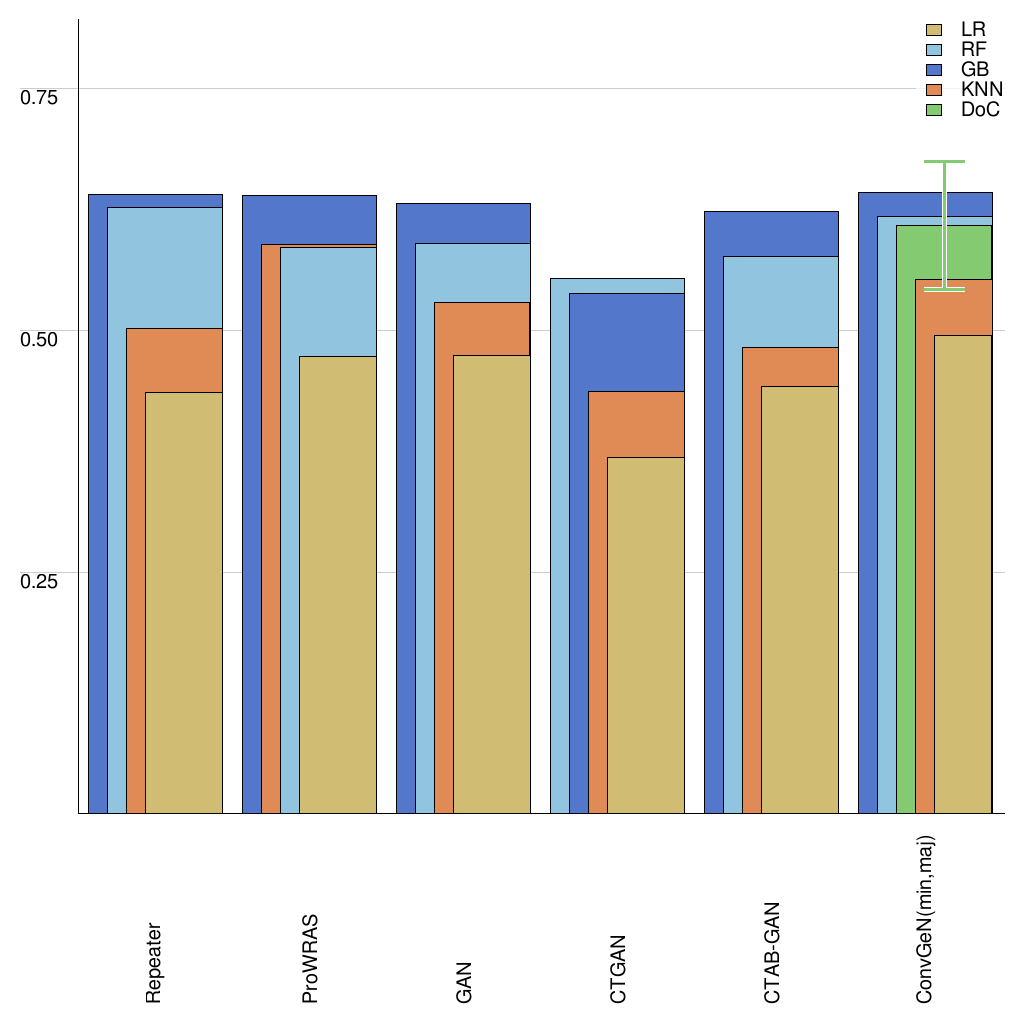 LR
RF
GB
KNN
DoC
0.75
0.50
0.25
Repeater
ProWRAS
GAN
CTGAN
CTAB-GAN
ConvGeN(min,maj)